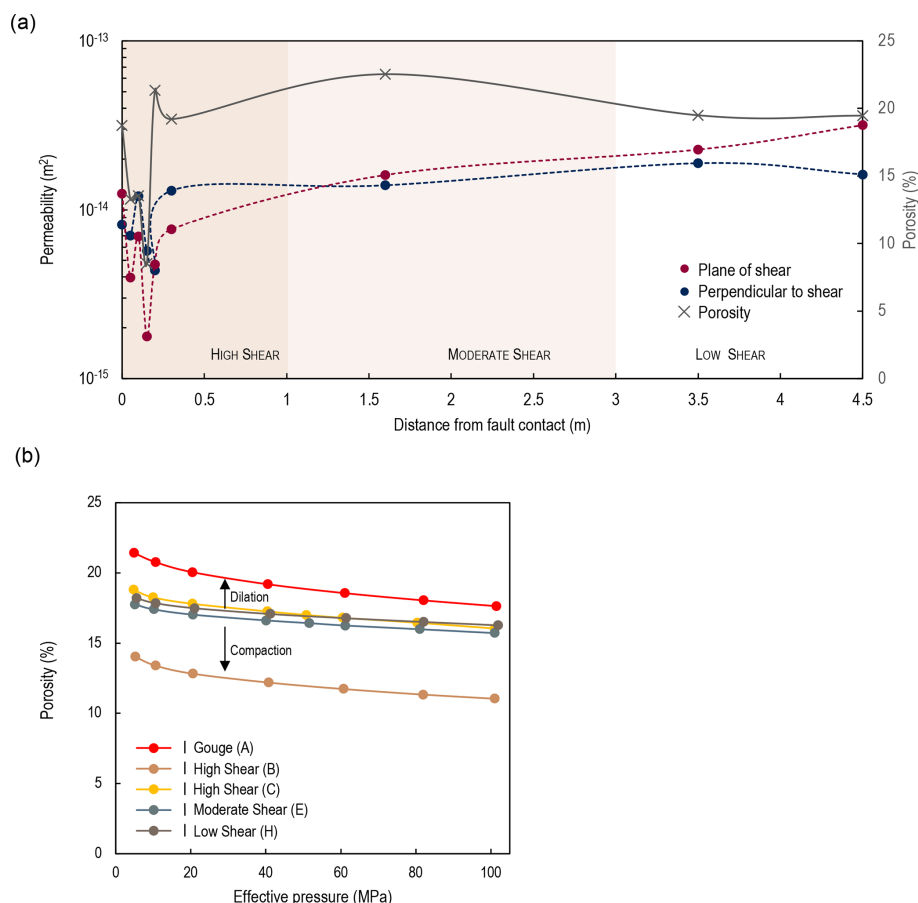 (a)
10-13
10-14
10-15
Permeability (m2)
25
20
15
10
5
0
Porosity (%)
Plane of shear
Perpendicular to shear
Porosity
HIGH SHEAR
MODERATE SHEAR
LOW SHEAR
0 0.5 1 1.5 2 2.5 3 3.5 4 4.5
Distance from fault contact (m)
(b)
25
20
15
10
5
0
Porosity (%)
Dilation
Compaction
I Gouge (A)
I High Shear (B)
I High Shear (C)
I Moderate Shear (E)
I Low Shear (H)
0 20 40 60 80 100
Effective pressure (MPa)